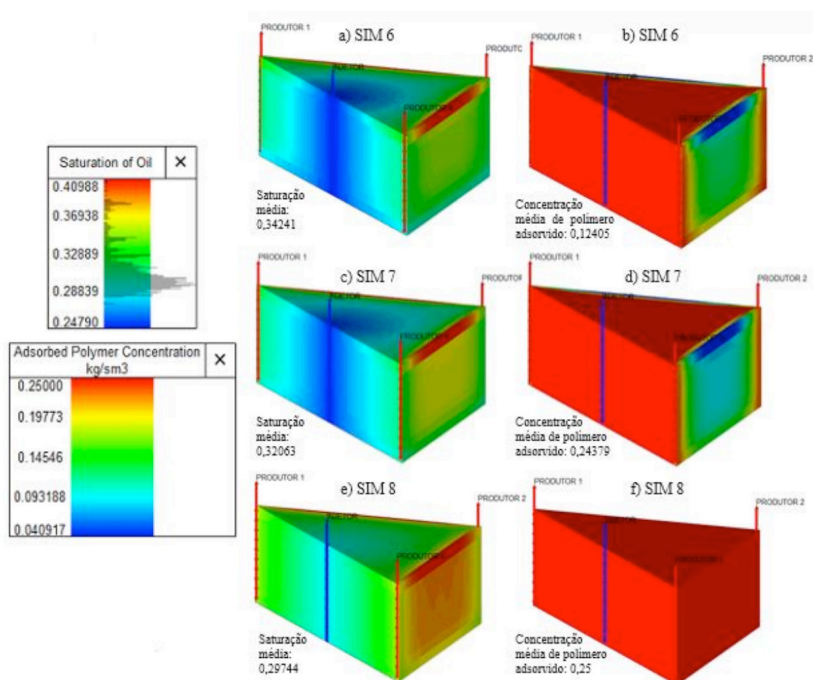 Saturation of Oil
0.40988
0.36938
0.32889
0.28839
0.24790
Adsorbed Polymer Concentration
kg/sm3
0.25000
0.19773
0.14546
0.093188
0.040917
a) SIM 6
PRODUTOR 1
PRODUTO
Saturação
média:
0,34241
b) SIM 6
PRODUTOR 1
PRODUTOR 2
Concentração
média de polímero
adsorvido: 0,12405
c) SIM 7
PRODUTOR 1
PRODUTOR
Saturação
média:
0,32063
d) SIM 7
PRODUTOR 1
PRODUTOR 2
Concentração
média de polímero
adsorvido: 0,24379
e) SIM 8
PRODUTOR 1
PRODUTOR 2
Saturação
média:
0,29744
f) SIM 8
PRODUTOR 1
PRODUTOR 2
Concentração
média de polímero
adsorvido: 0,25